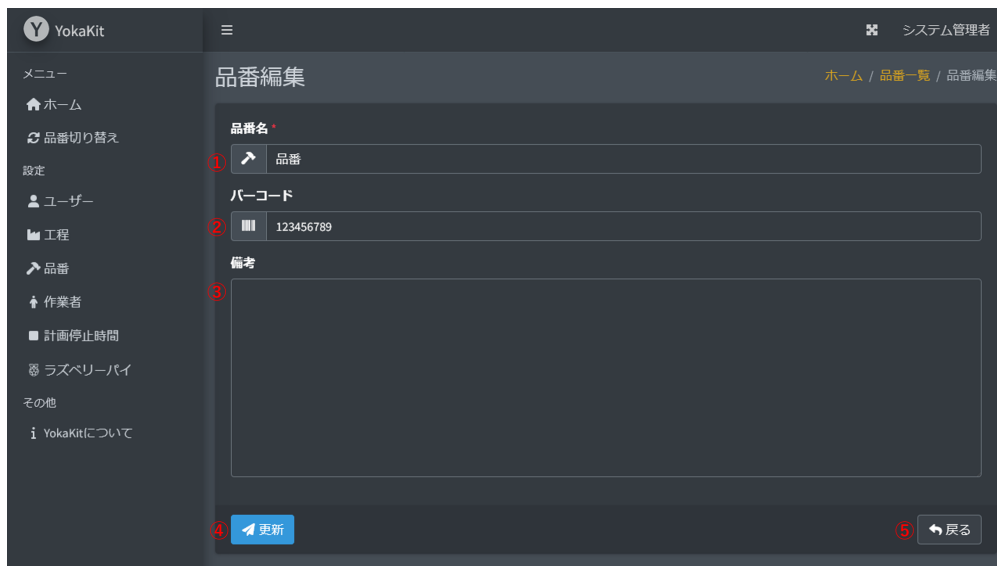 Y YokaKit
システム管理者
メニュー
ホーム
品番切り替え
設定
ユーザー
工程
品番
作業者
計画停止時間
ラズベリーパイ
その他
YokaKitについて
品番編集
ホーム / 品番一覧 / 品番編集
品番名 *
① 品番
バーコード
② 123456789
備考
③
④ 更新
⑤ 戻る